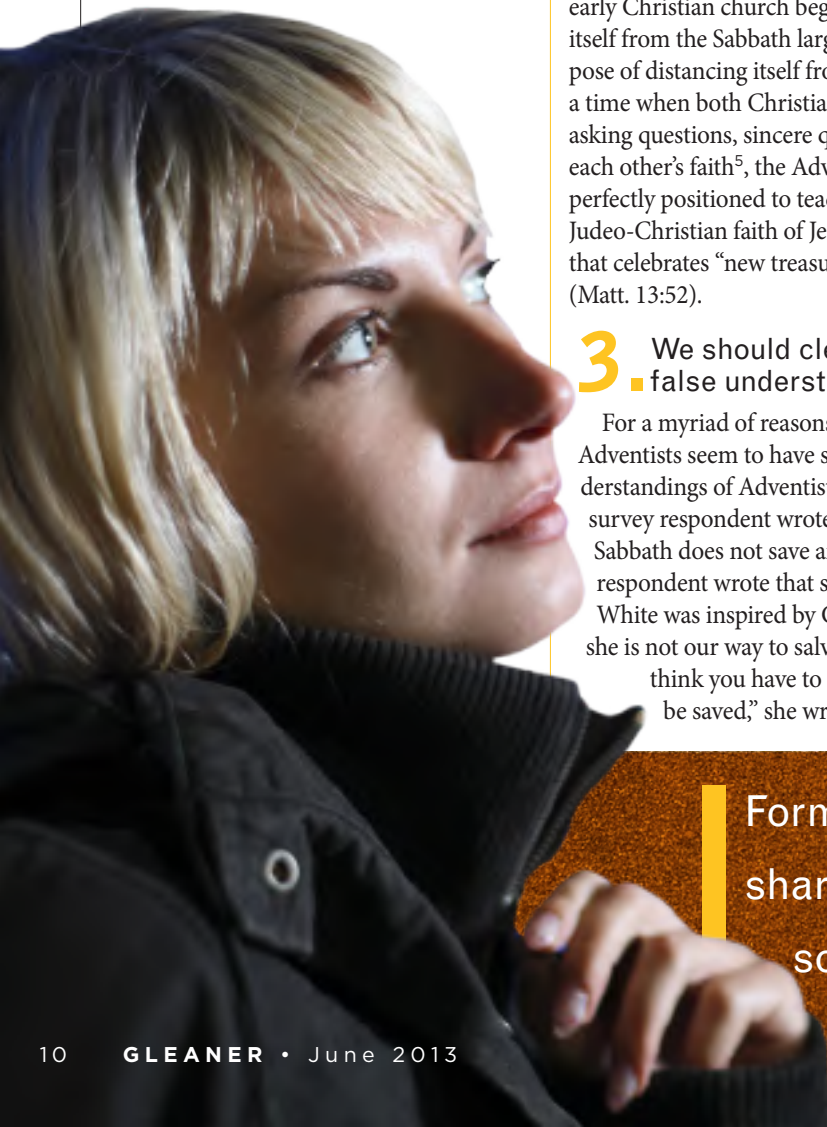 early Christian church beg
itself from the Sabbath larg
pose of distancing itself fro
a time when both Christia
asking questions, sincere q
each other’s faith⁵, the Adv
perfectly positioned to teac
Judeo-Christian faith of Je
that celebrates “new treasu
(Matt. 13:52).
3. We should cle
false underst
For a myriad of reasons
Adventists seem to have s
derstandings of Adventist
survey respondent wrote
Sabbath does not save a
respondent wrote that s
White was inspired by G
she is not our way to salv
think you have to
be saved,” she wr
Form
shar
so
10 GLEANER • June 2013